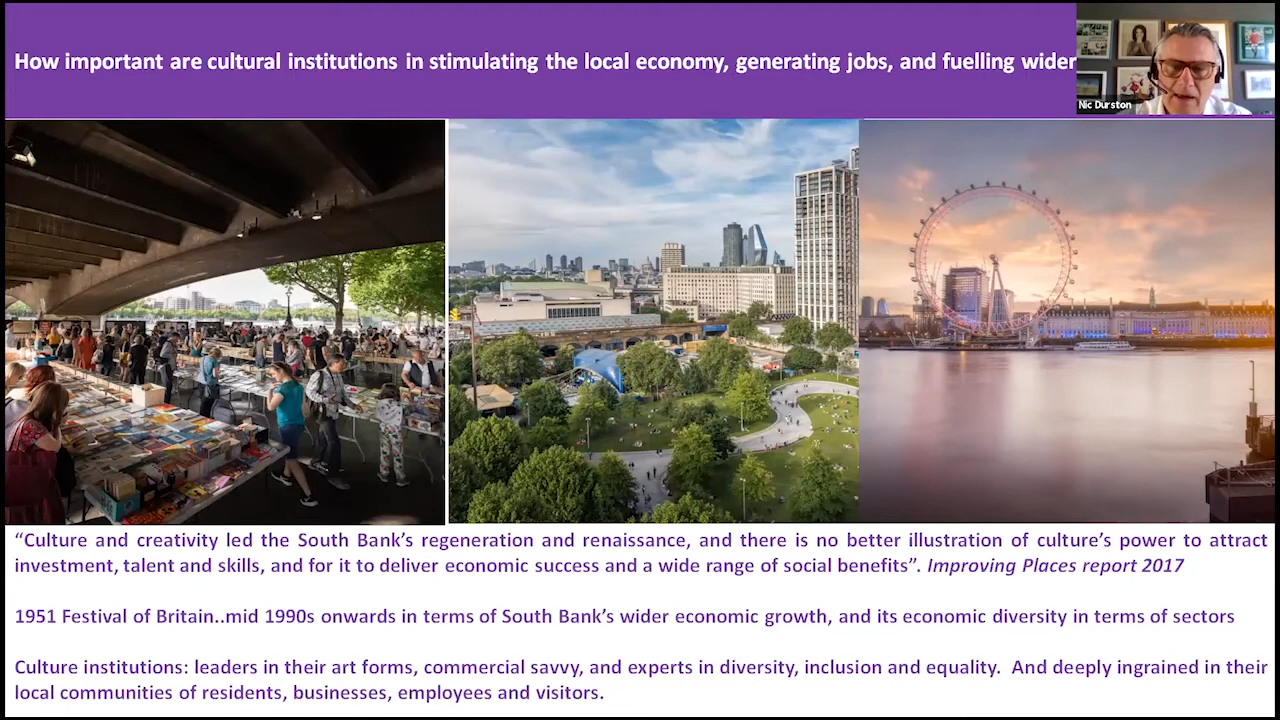 How important are cultural institutions in stimulating the local economy, generating jobs, and fuelling wider
Nic Durston
“Culture and creativity led the South Bank’s regeneration and renaissance, and there is no better illustration of culture’s power to attract
investment, talent and skills, and for it to deliver economic success and a wide range of social benefits”. Improving Places report 2017
1951 Festival of Britain..mid 1990s onwards in terms of South Bank’s wider economic growth, and its economic diversity in terms of sectors
Culture institutions: leaders in their art forms, commercial savvy, and experts in diversity, inclusion and equality.  And deeply ingrained in their
local communities of residents, businesses, employees and visitors.